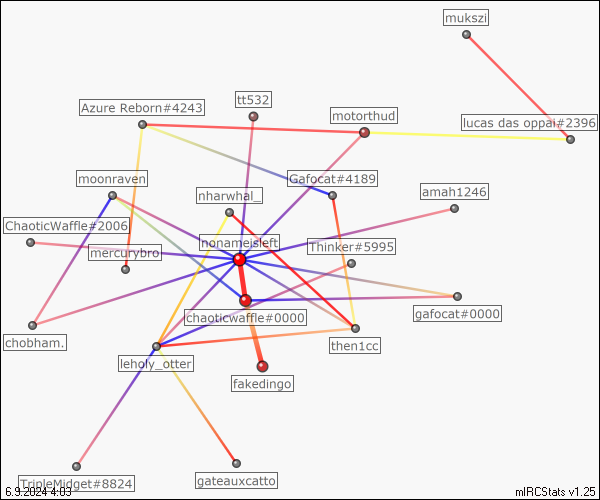 mukszi
tt532
Azure Reborn#4243
motorthud
lucas das oppai#2396
moonraven
Gafocat#4189
nharwhal_
amah1246
ChaoticWaffle#2006
nonameisleft
Thinker#5995
mercurybro
gafocat#0000
chaoticwaffle#0000
chobham.
then1cc
leholy_otter
fakedingo
TripleMidget#8824
gateauxcatto
6.9.2024 4:03
mIRCStats v1.25